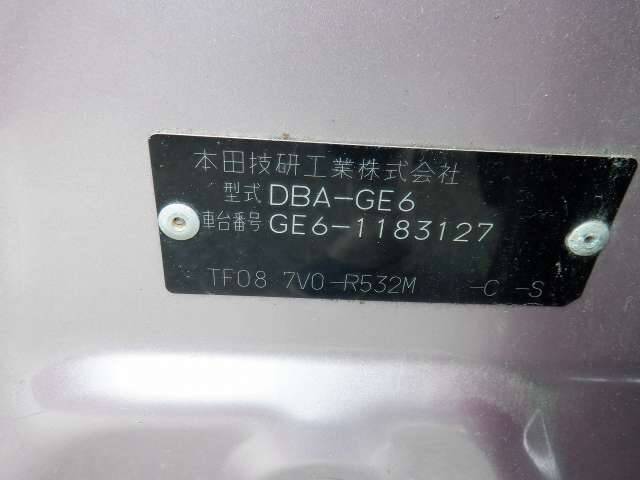 本田技研工業株式会社
型式 DBA-GE6
車台番号 GE6-1183127
TF08 7V0-R532M -C -S